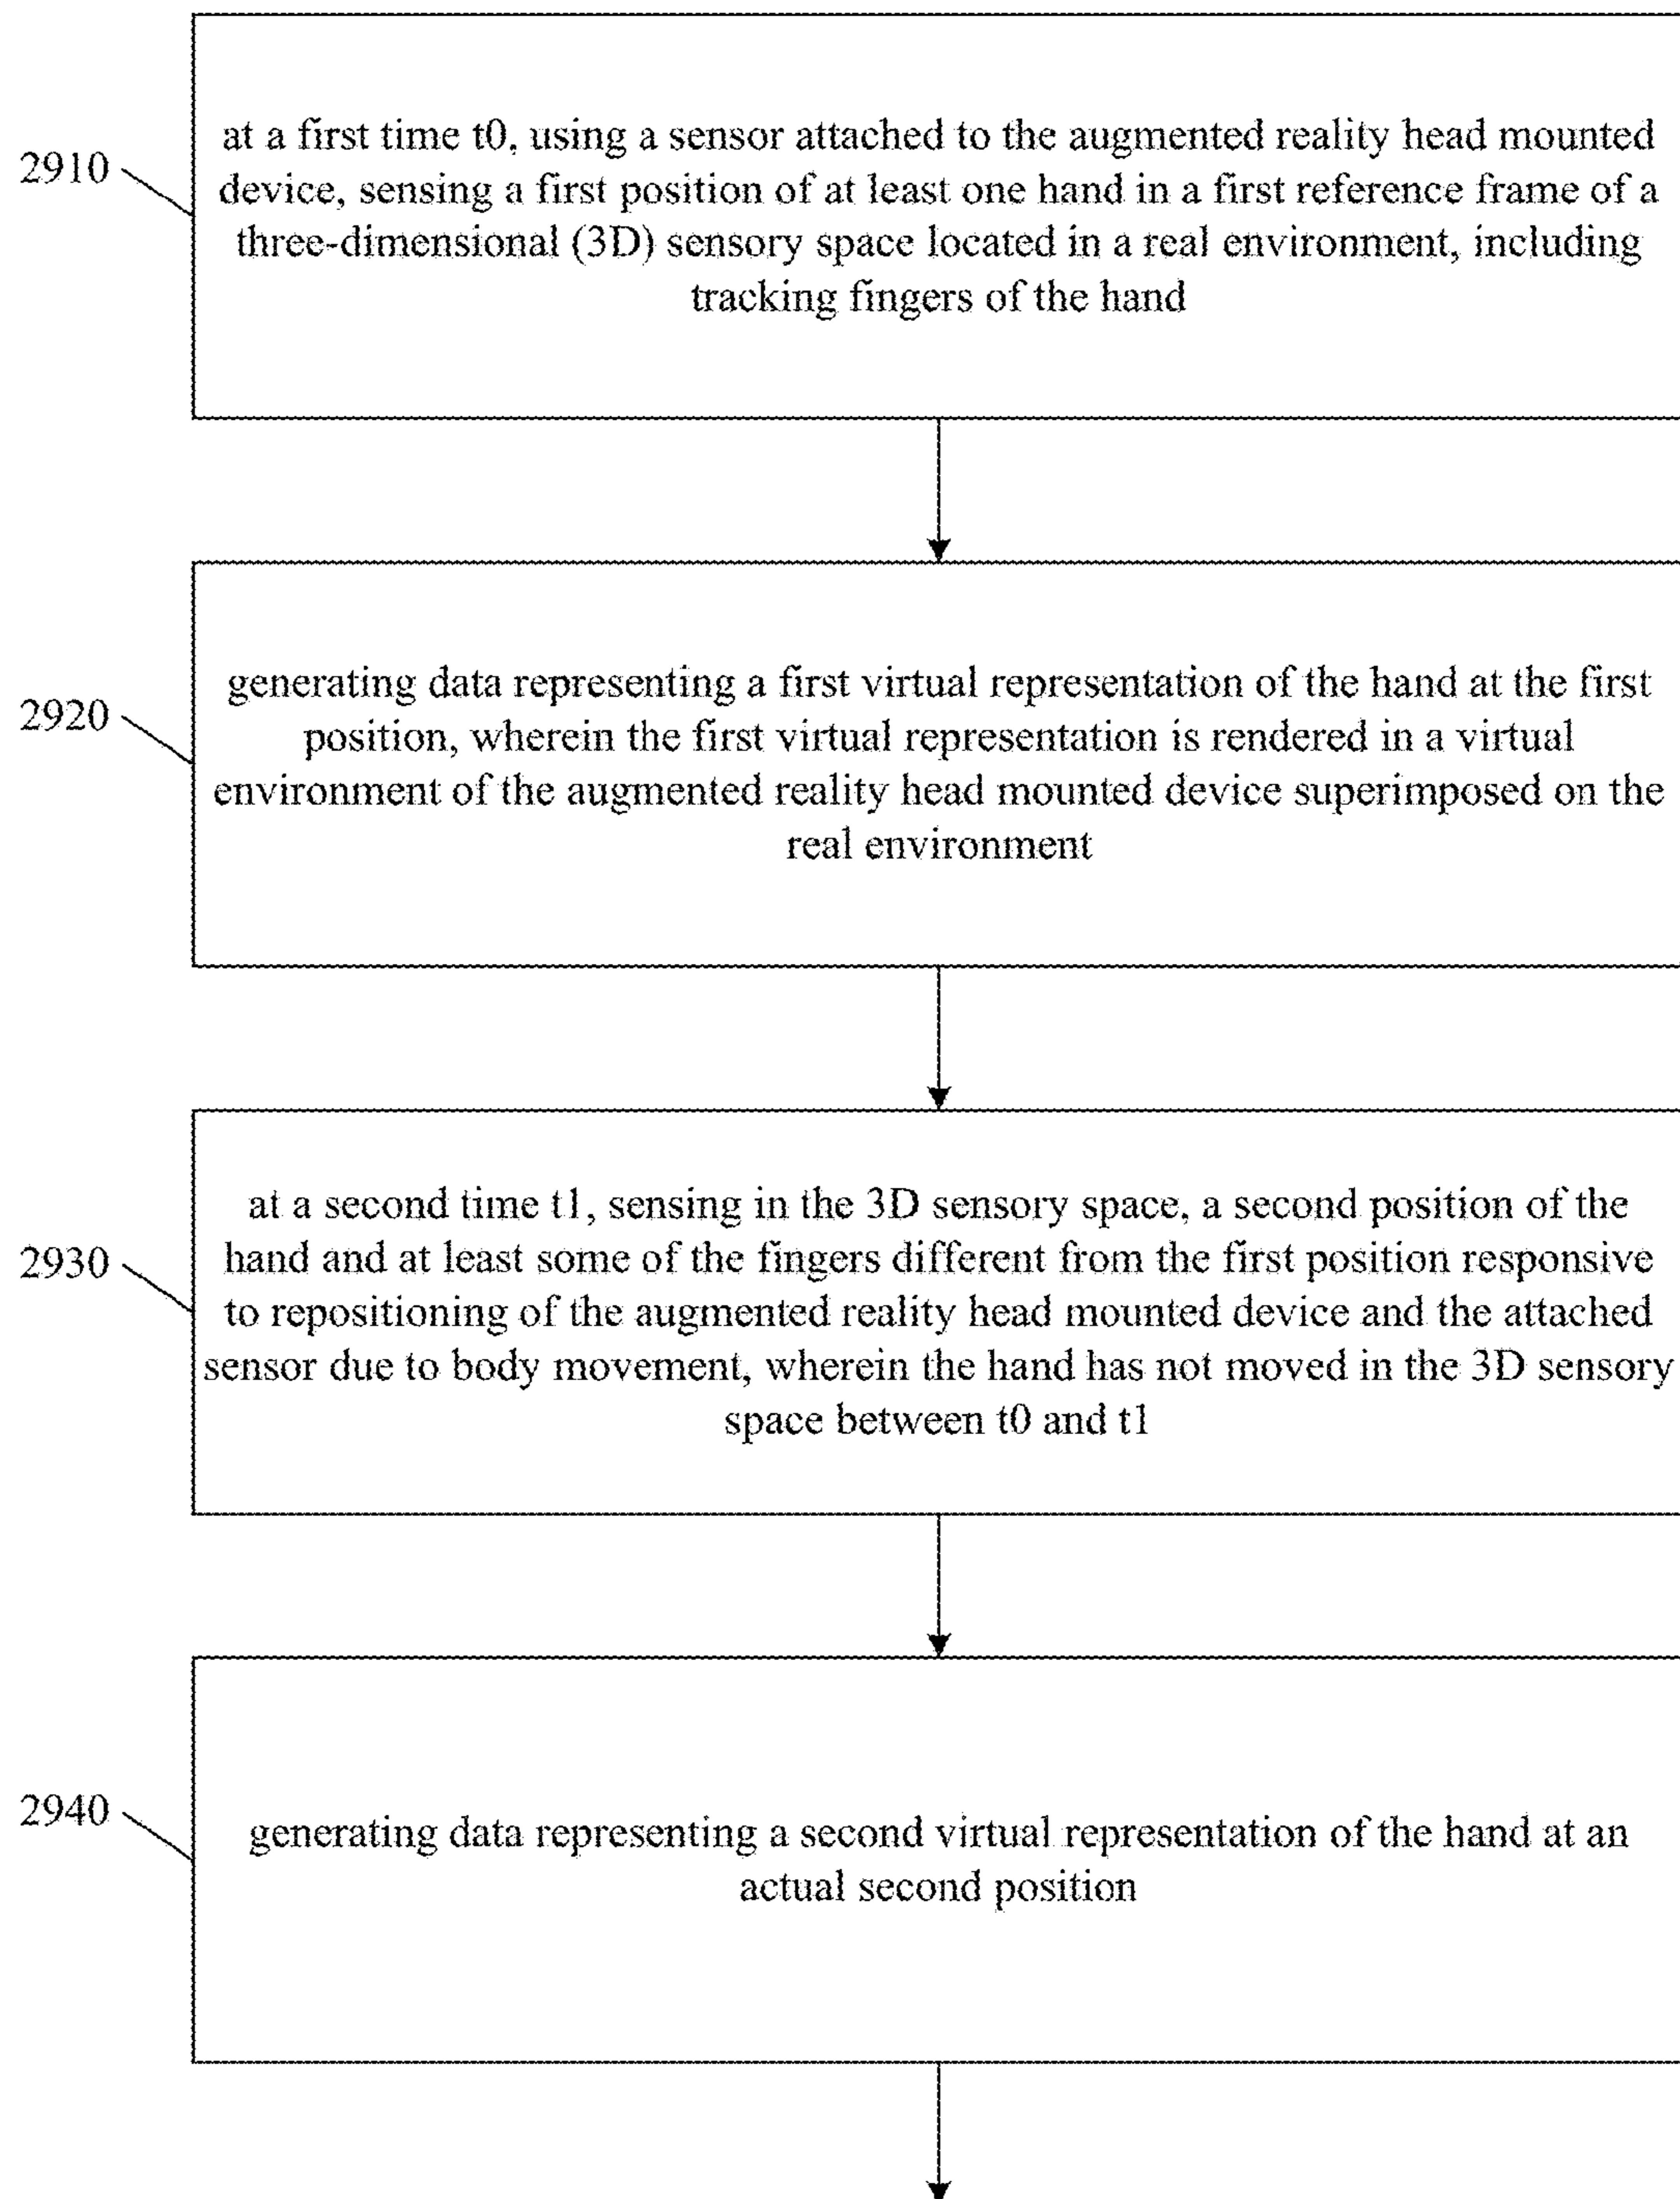 at a first time t0, using a sensor attached to the augmented reality head mounted
2910
device, sensing a first position of at least one hand in a first reference frame of a
three-dimensional (3D) sensory space located in a real environment, including
tracking fingers of the hand
generating data representing a first virtual representation of the hand at the first
2920
position, wherein the first virtual representation is rendered in a virtual
environment of the augmented reality head mounted device superimposed on the
real environment
at a second time t1, sensing in the 3D sensory space, a second position of the
2930
hand and at least some of the fingers different from the first position responsive
to repositioning of the augmented reality head mounted device and the attached
sensor due to body movement, wherein the hand has not moved in the 3D sensory
space between t0 and t1
2940
generating data representing a second virtual representation of the hand at an
actual second position